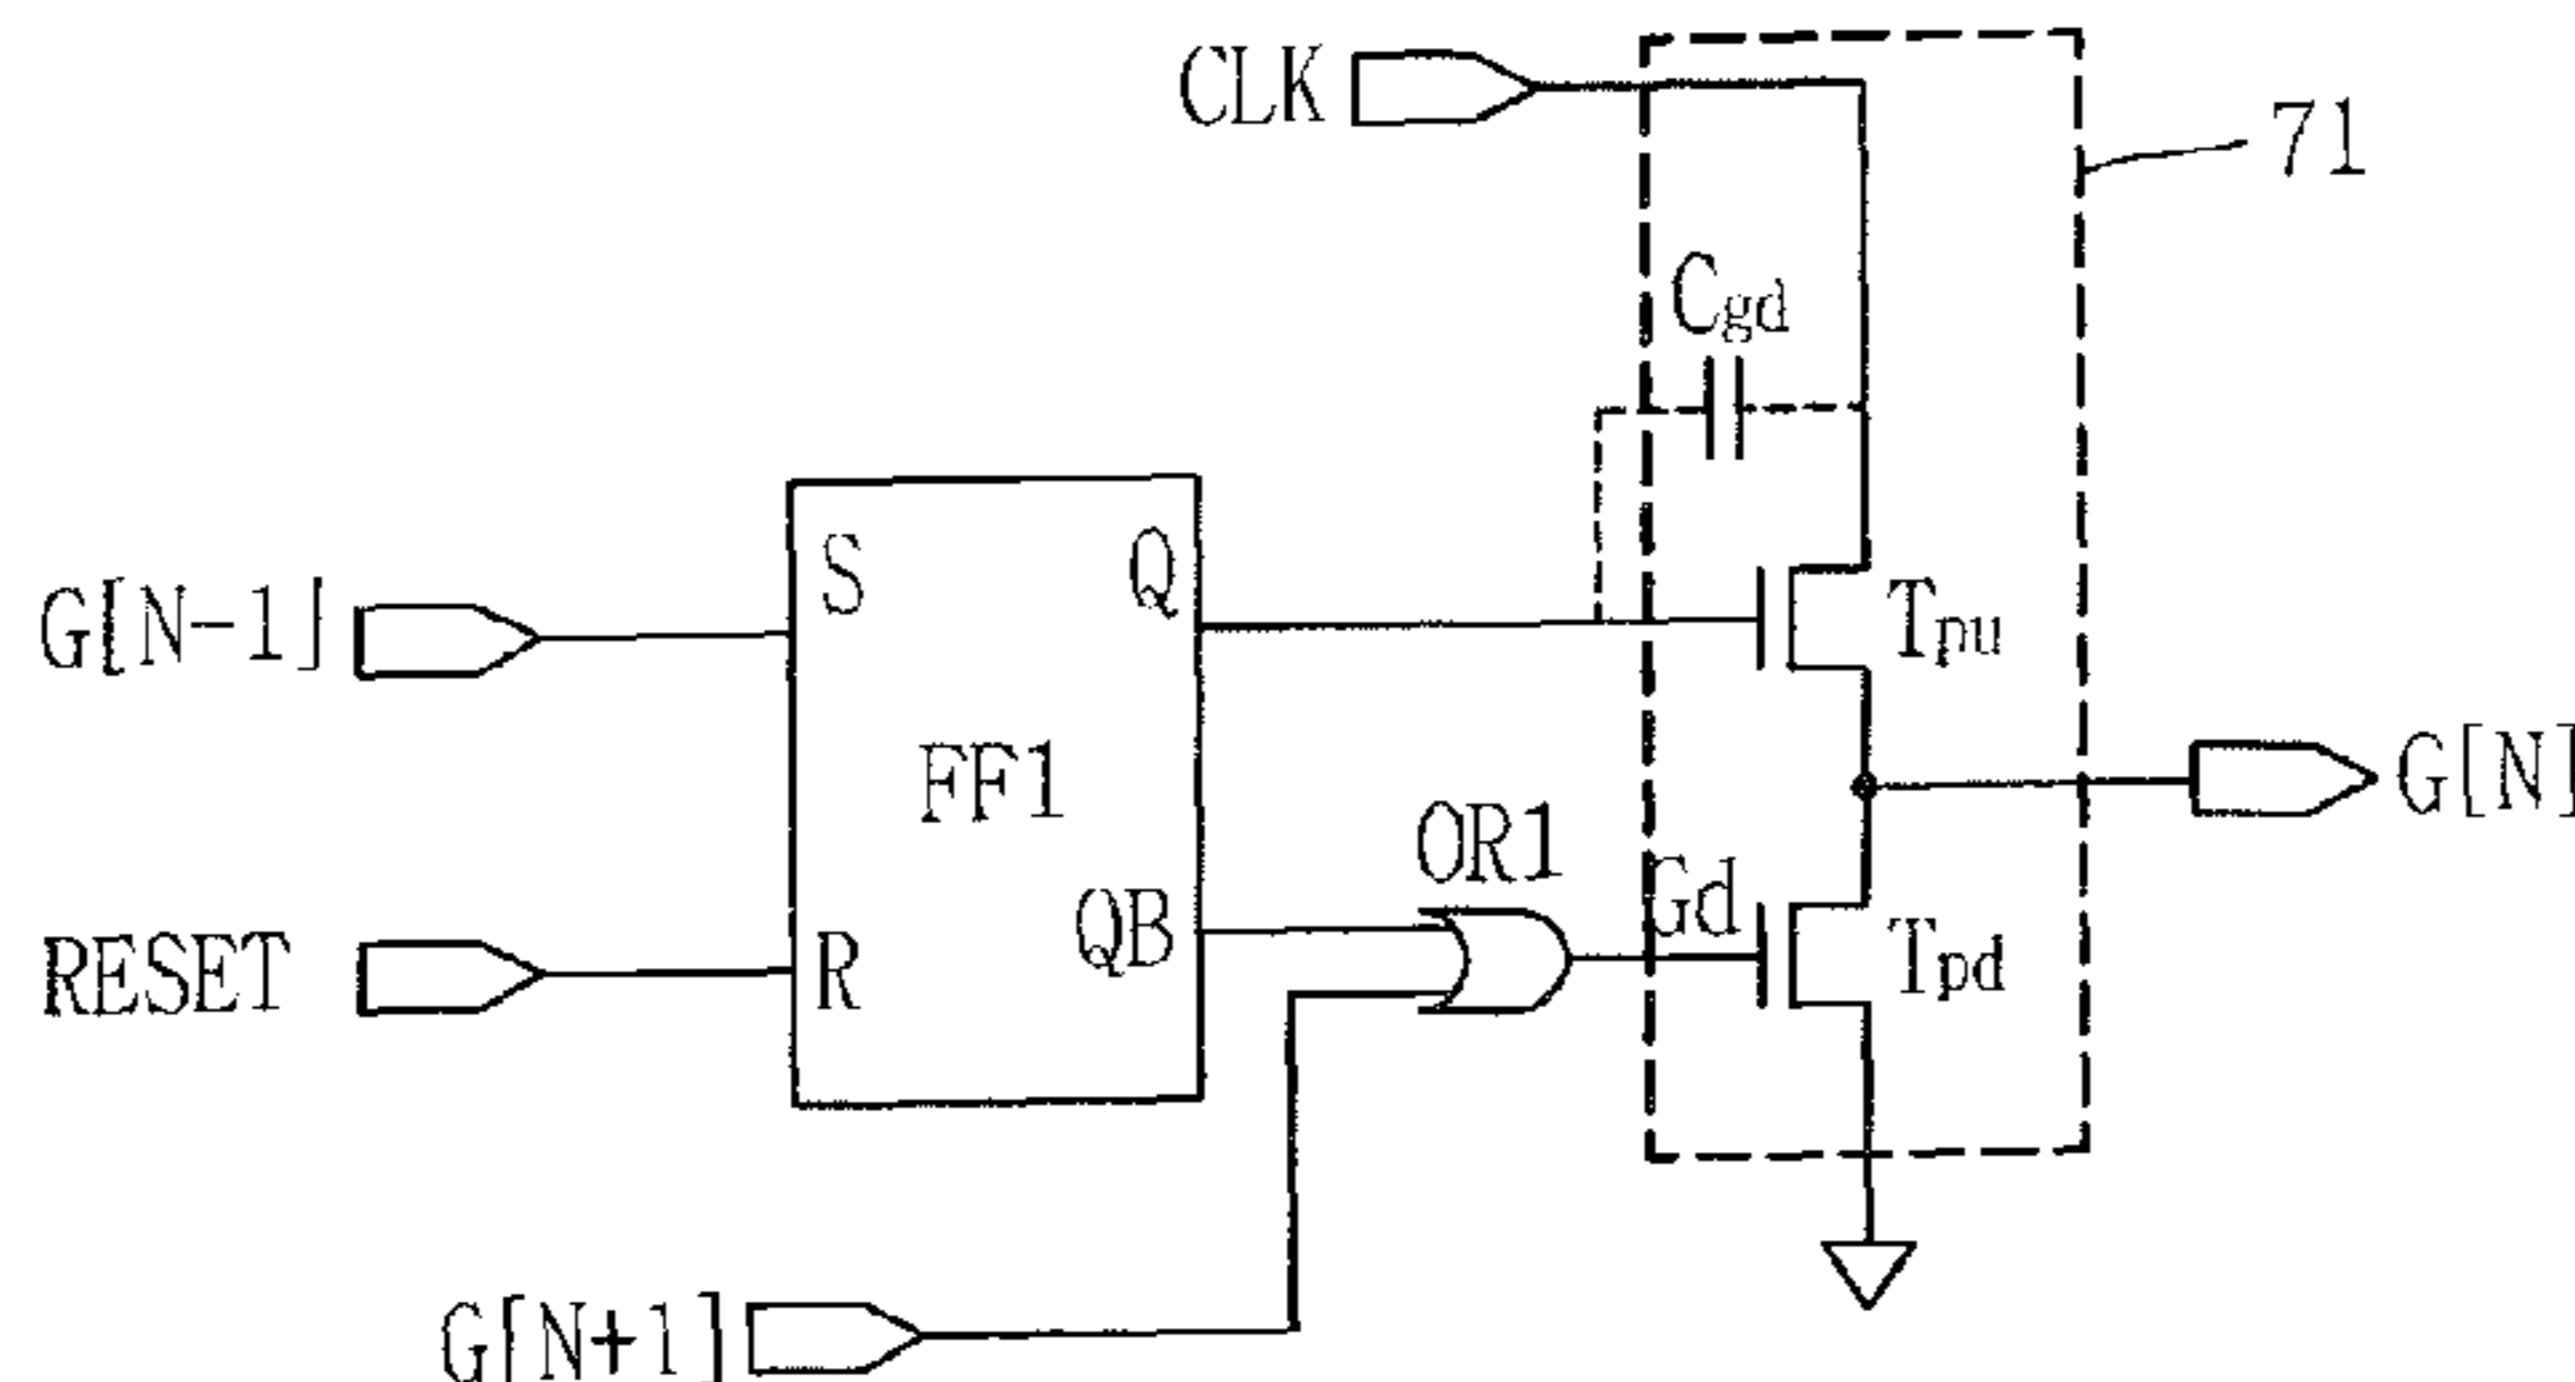 CLK
71
Cgd
S
Q
G[N-1]
Tpu
FF1
G[N]
OR1
Gd
QB
RESET
R
Tpd
G[N+1]